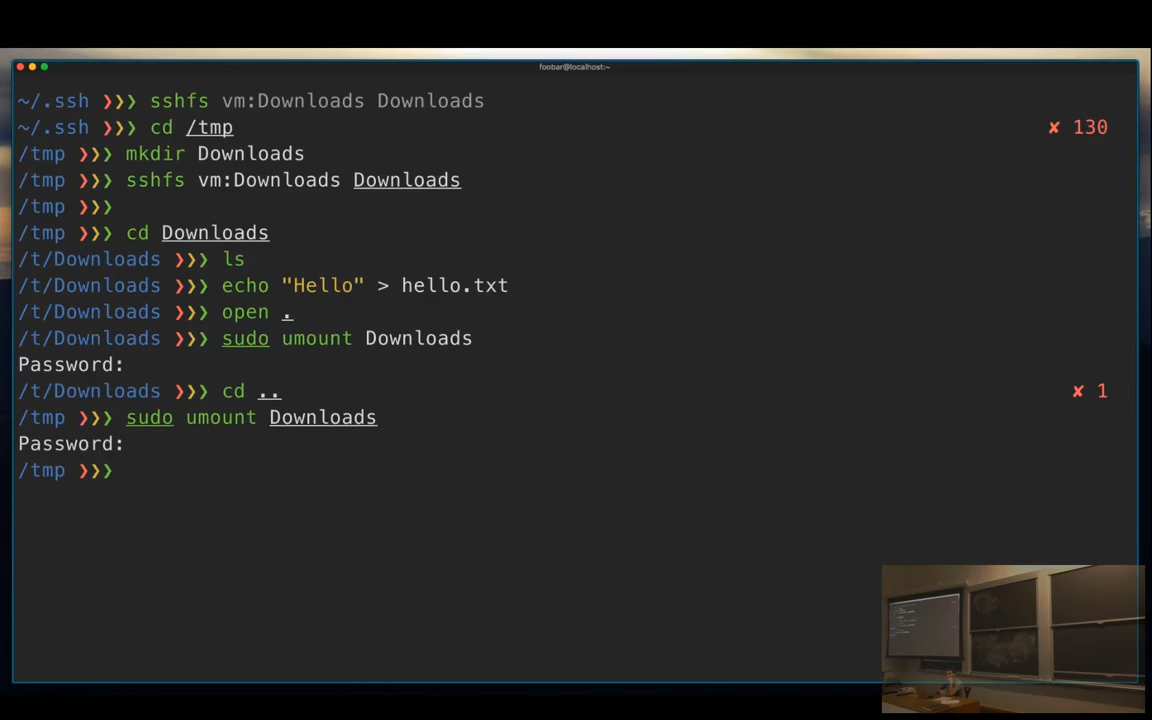 foobar@localhost:~
~/.ssh ❯❯❯ sshfs vm:Downloads Downloads
~/.ssh ❯❯❯ cd /tmp ✘ 130
/tmp ❯❯❯ mkdir Downloads
/tmp ❯❯❯ sshfs vm:Downloads Downloads
/tmp ❯❯❯
/tmp ❯❯❯ cd Downloads
/t/Downloads ❯❯❯ ls
/t/Downloads ❯❯❯ echo "Hello" > hello.txt
/t/Downloads ❯❯❯ open .
/t/Downloads ❯❯❯ sudo umount Downloads
Password:
/t/Downloads ❯❯❯ cd .. ✘ 1
/tmp ❯❯❯ sudo umount Downloads
Password:
/tmp ❯❯❯